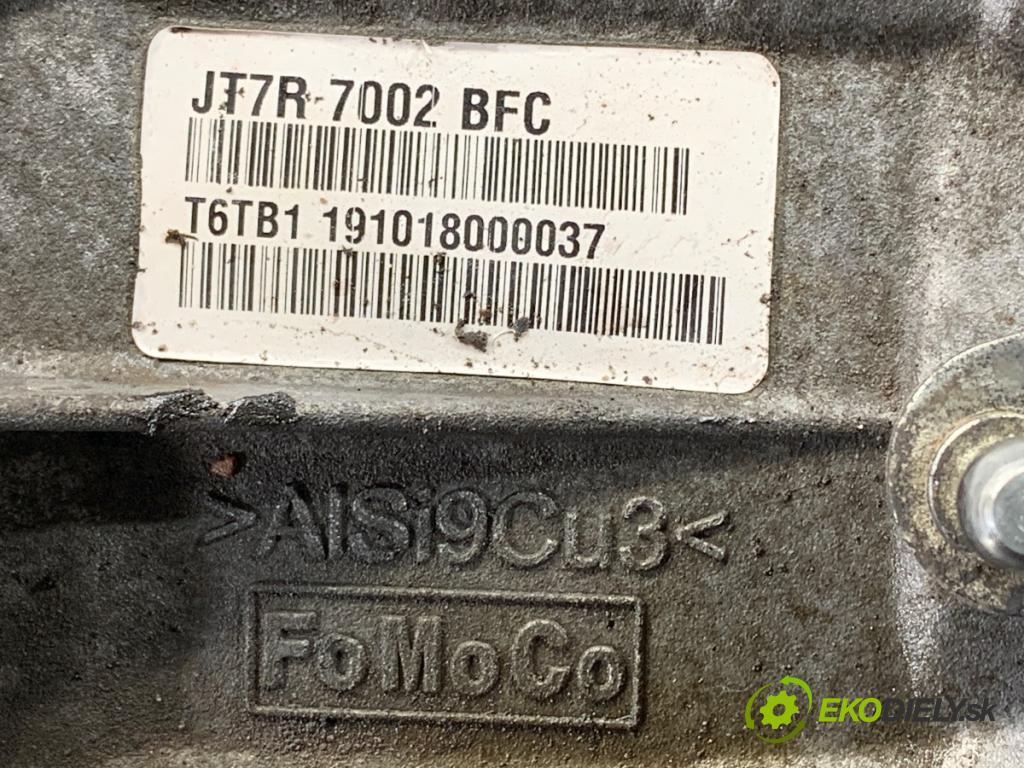 JT7R 7002 BFC
T6TB1 191018000037
>AlSi9Cu3<
FoMoCo
EKODIELY.sk